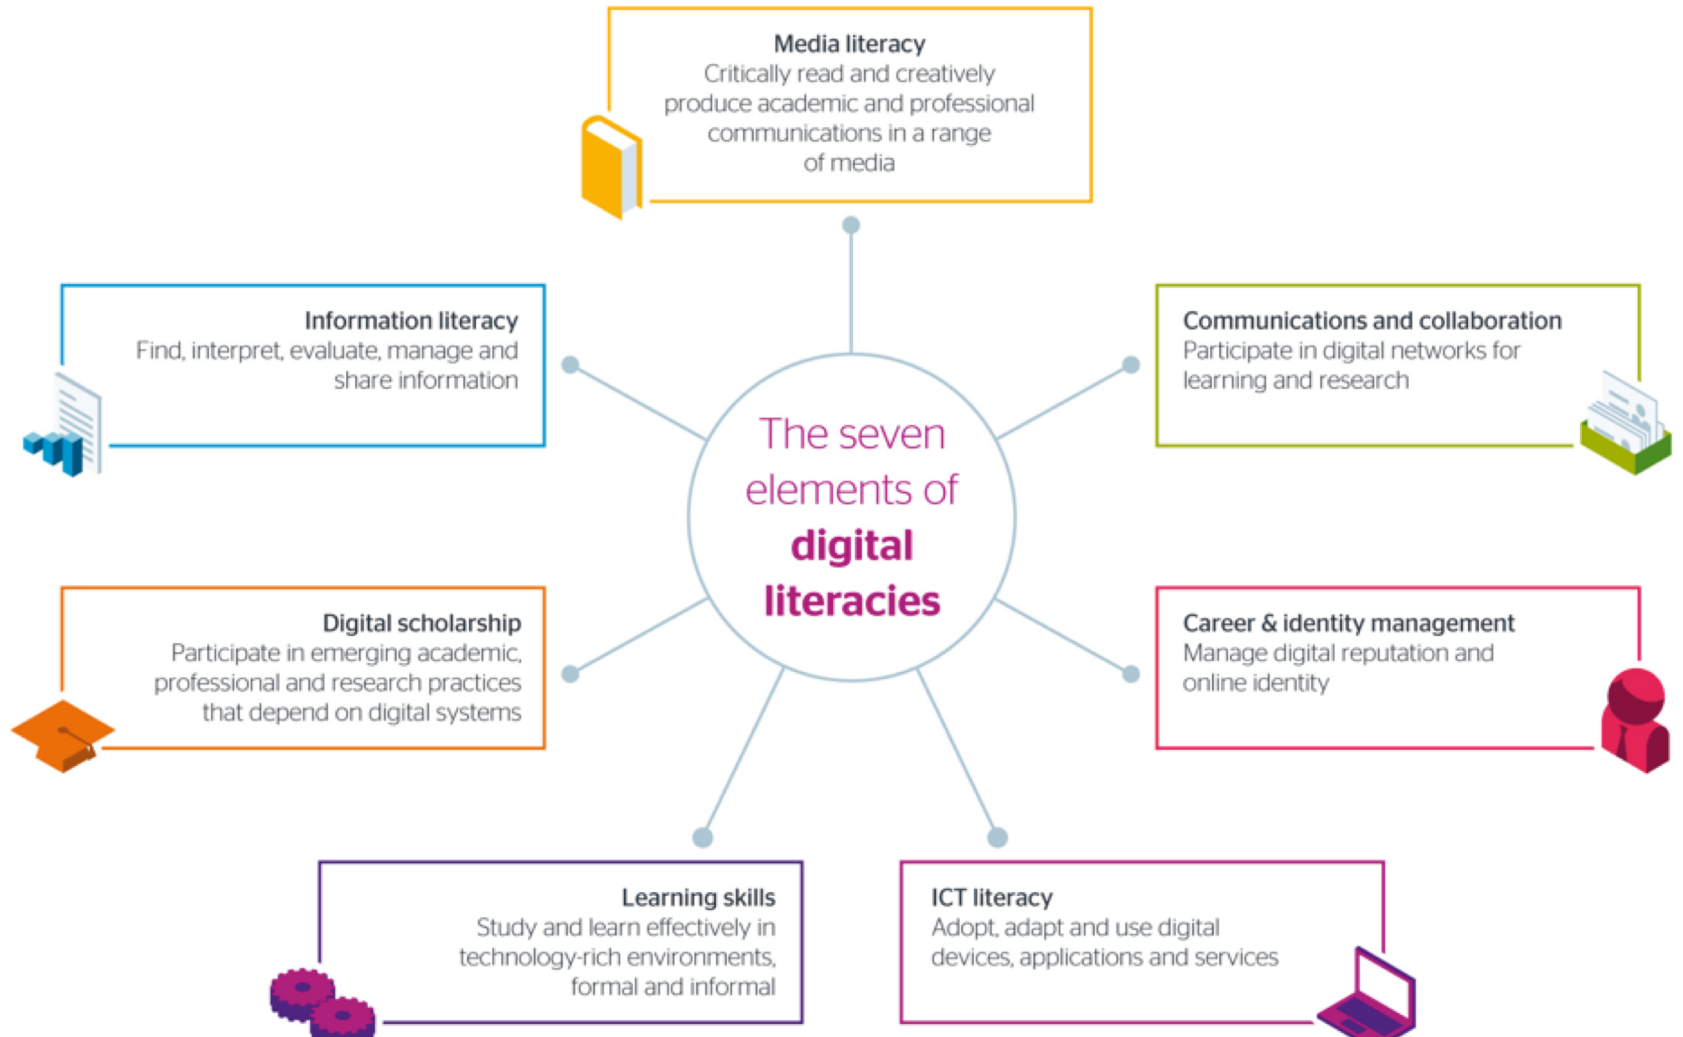 Media literacy
Critically read and creatively
produce academic and professional
communications in a range
of media
Information literacy
Find, interpret, evaluate, manage and
share information
Communications and collaboration
Participate in digital networks for
learning and research
The seven
elements of
digital
literacies
Digital scholarship
Participate in emerging academic,
professional and research practices
that depend on digital systems
Career & identity management
Manage digital reputation and
online identity
Learning skills
Study and learn effectively in
technology-rich environments,
formal and informal
ICT literacy
Adopt, adapt and use digital
devices, applications and services